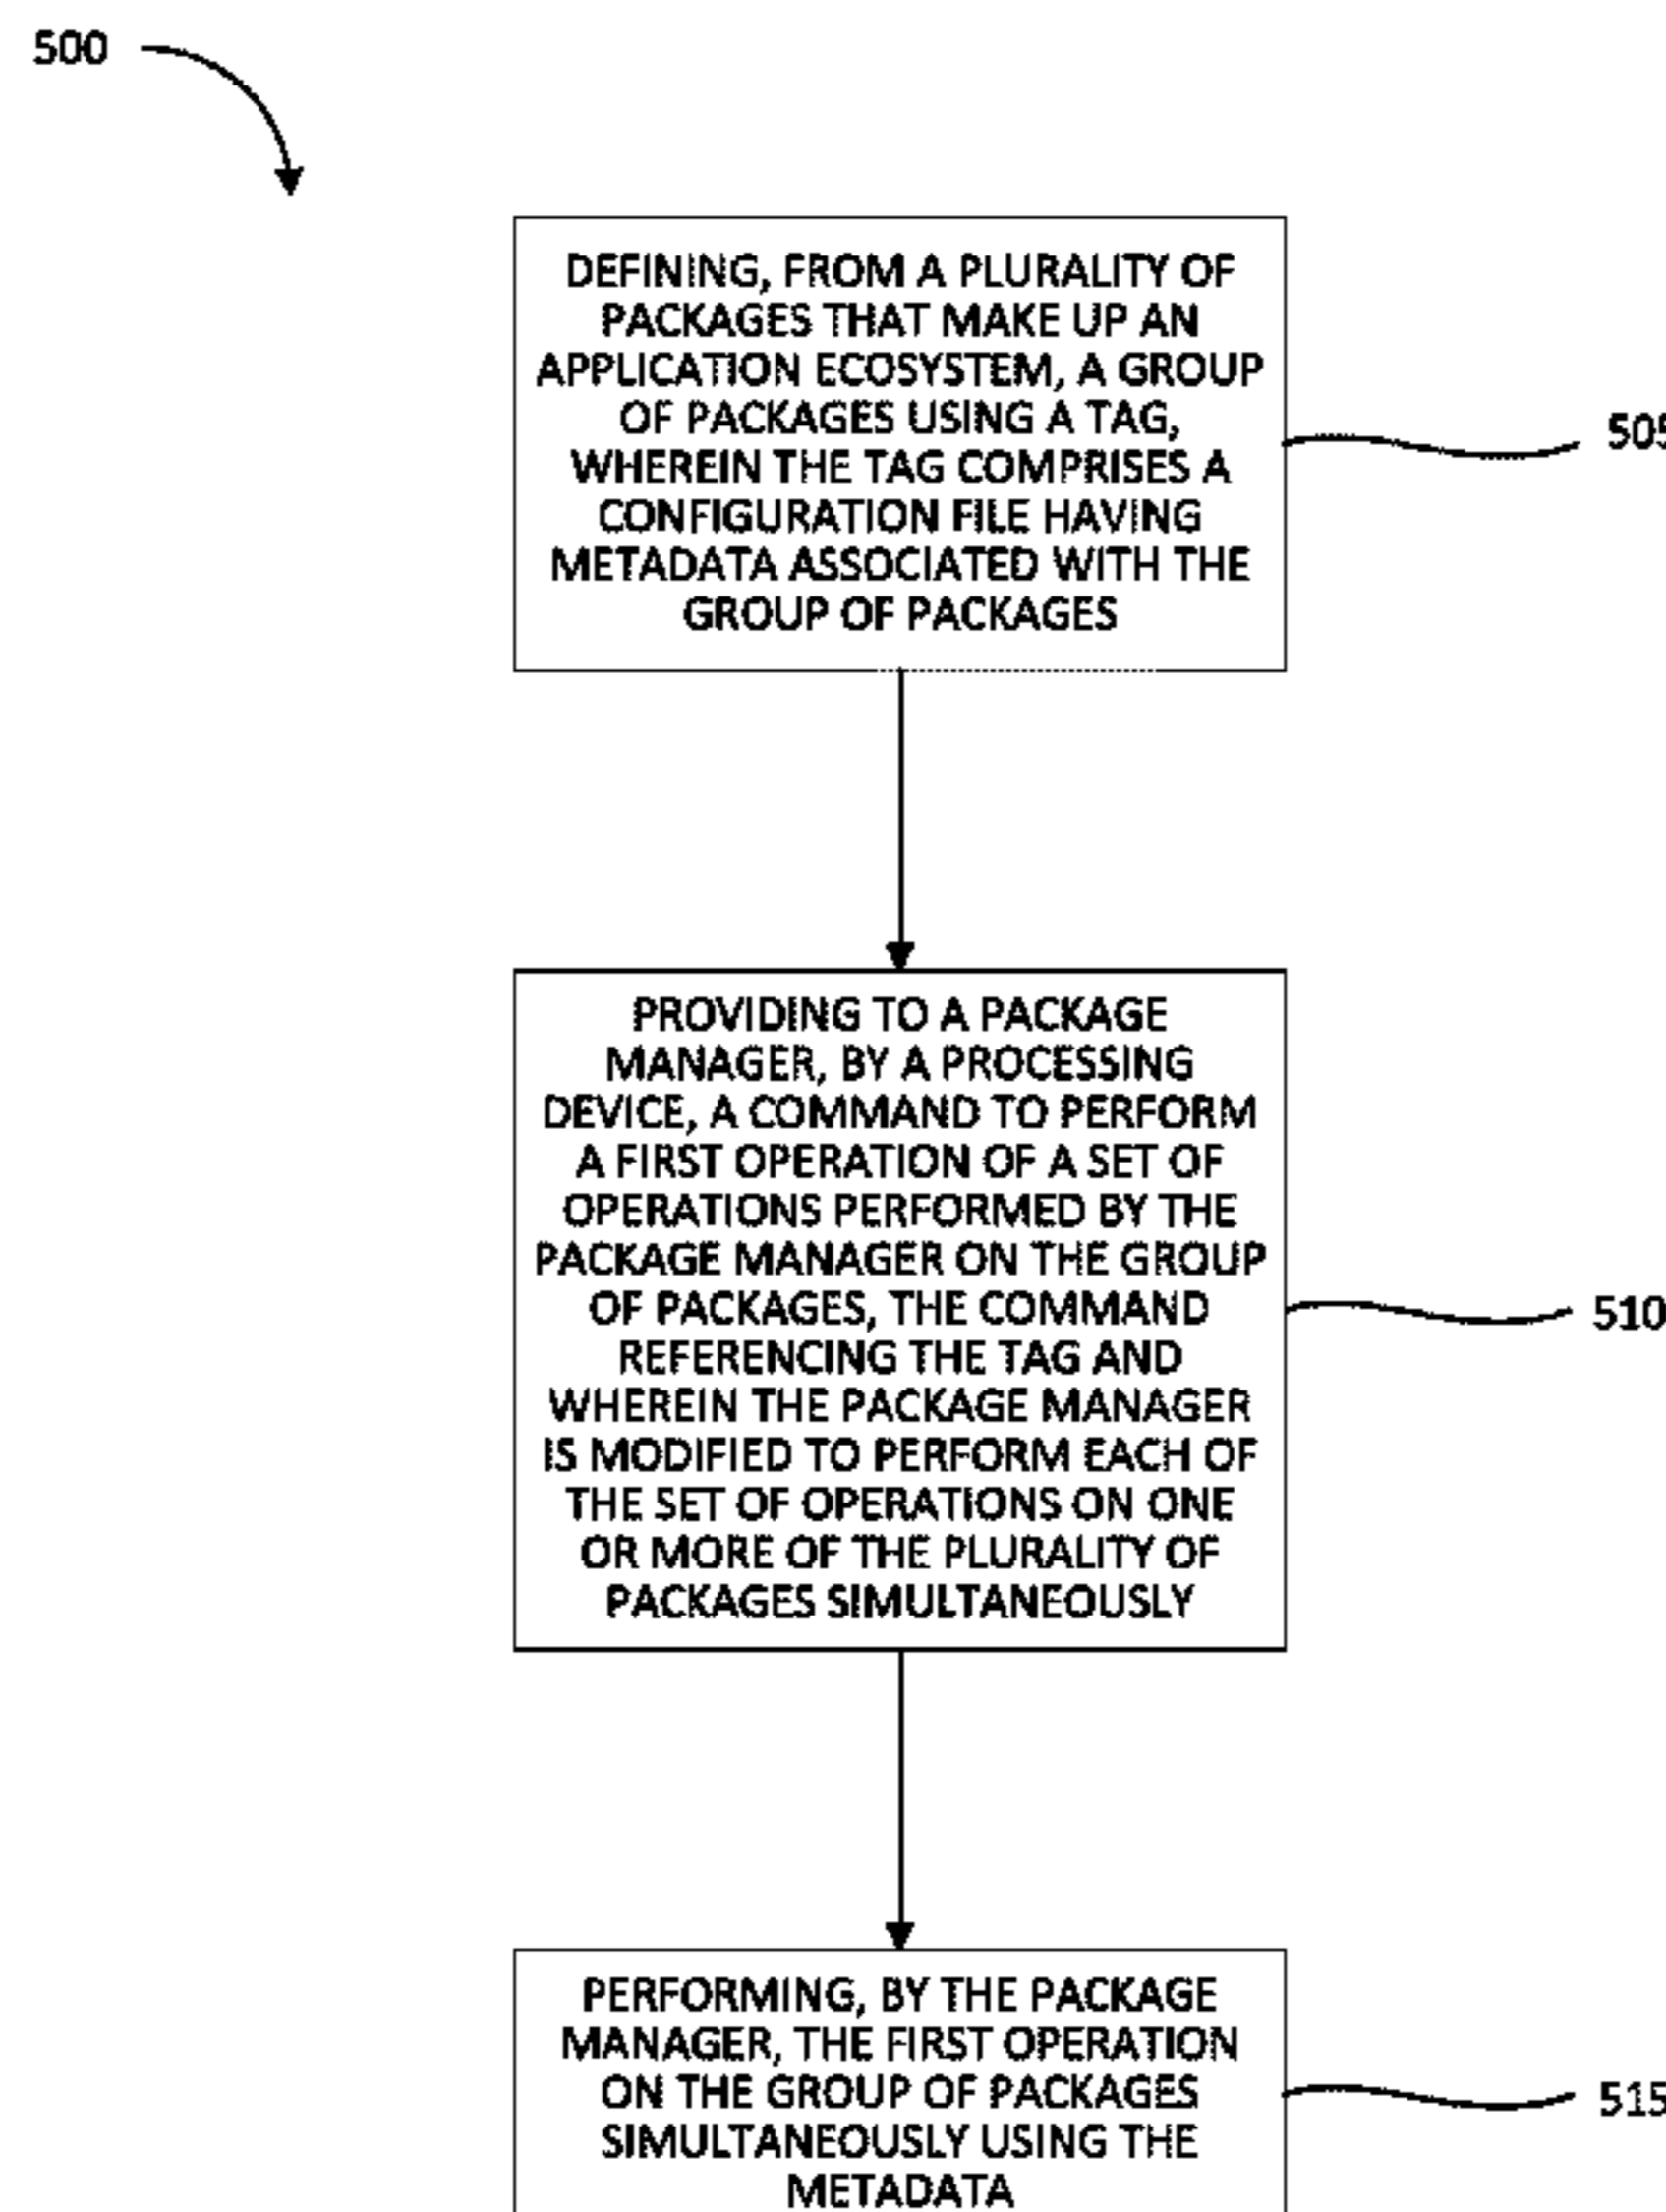 500
DEFINING, FROM A PLURALITY OF
PACKAGES THAT MAKE UP AN
APPLICATION ECOSYSTEM, A GROUP
OF PACKAGES USING A TAG,
WHEREIN THE TAG COMPRISES A
CONFIGURATION FILE HAVING
METADATA ASSOCIATED WITH THE
GROUP OF PACKAGES
505
PROVIDING TO A PACKAGE
MANAGER, BY A PROCESSING
DEVICE, A COMMAND TO PERFORM
A FIRST OPERATION OF A SET OF
OPERATIONS PERFORMED BY THE
PACKAGE MANAGER ON THE GROUP
OF PACKAGES, THE COMMAND
REFERENCING THE TAG AND
WHEREIN THE PACKAGE MANAGER
IS MODIFIED TO PERFORM EACH OF
THE SET OF OPERATIONS ON ONE
OR MORE OF THE PLURALITY OF
PACKAGES SIMULTANEOUSLY
510
PERFORMING, BY THE PACKAGE
MANAGER, THE FIRST OPERATION
ON THE GROUP OF PACKAGES
SIMULTANEOUSLY USING THE
METADATA
515